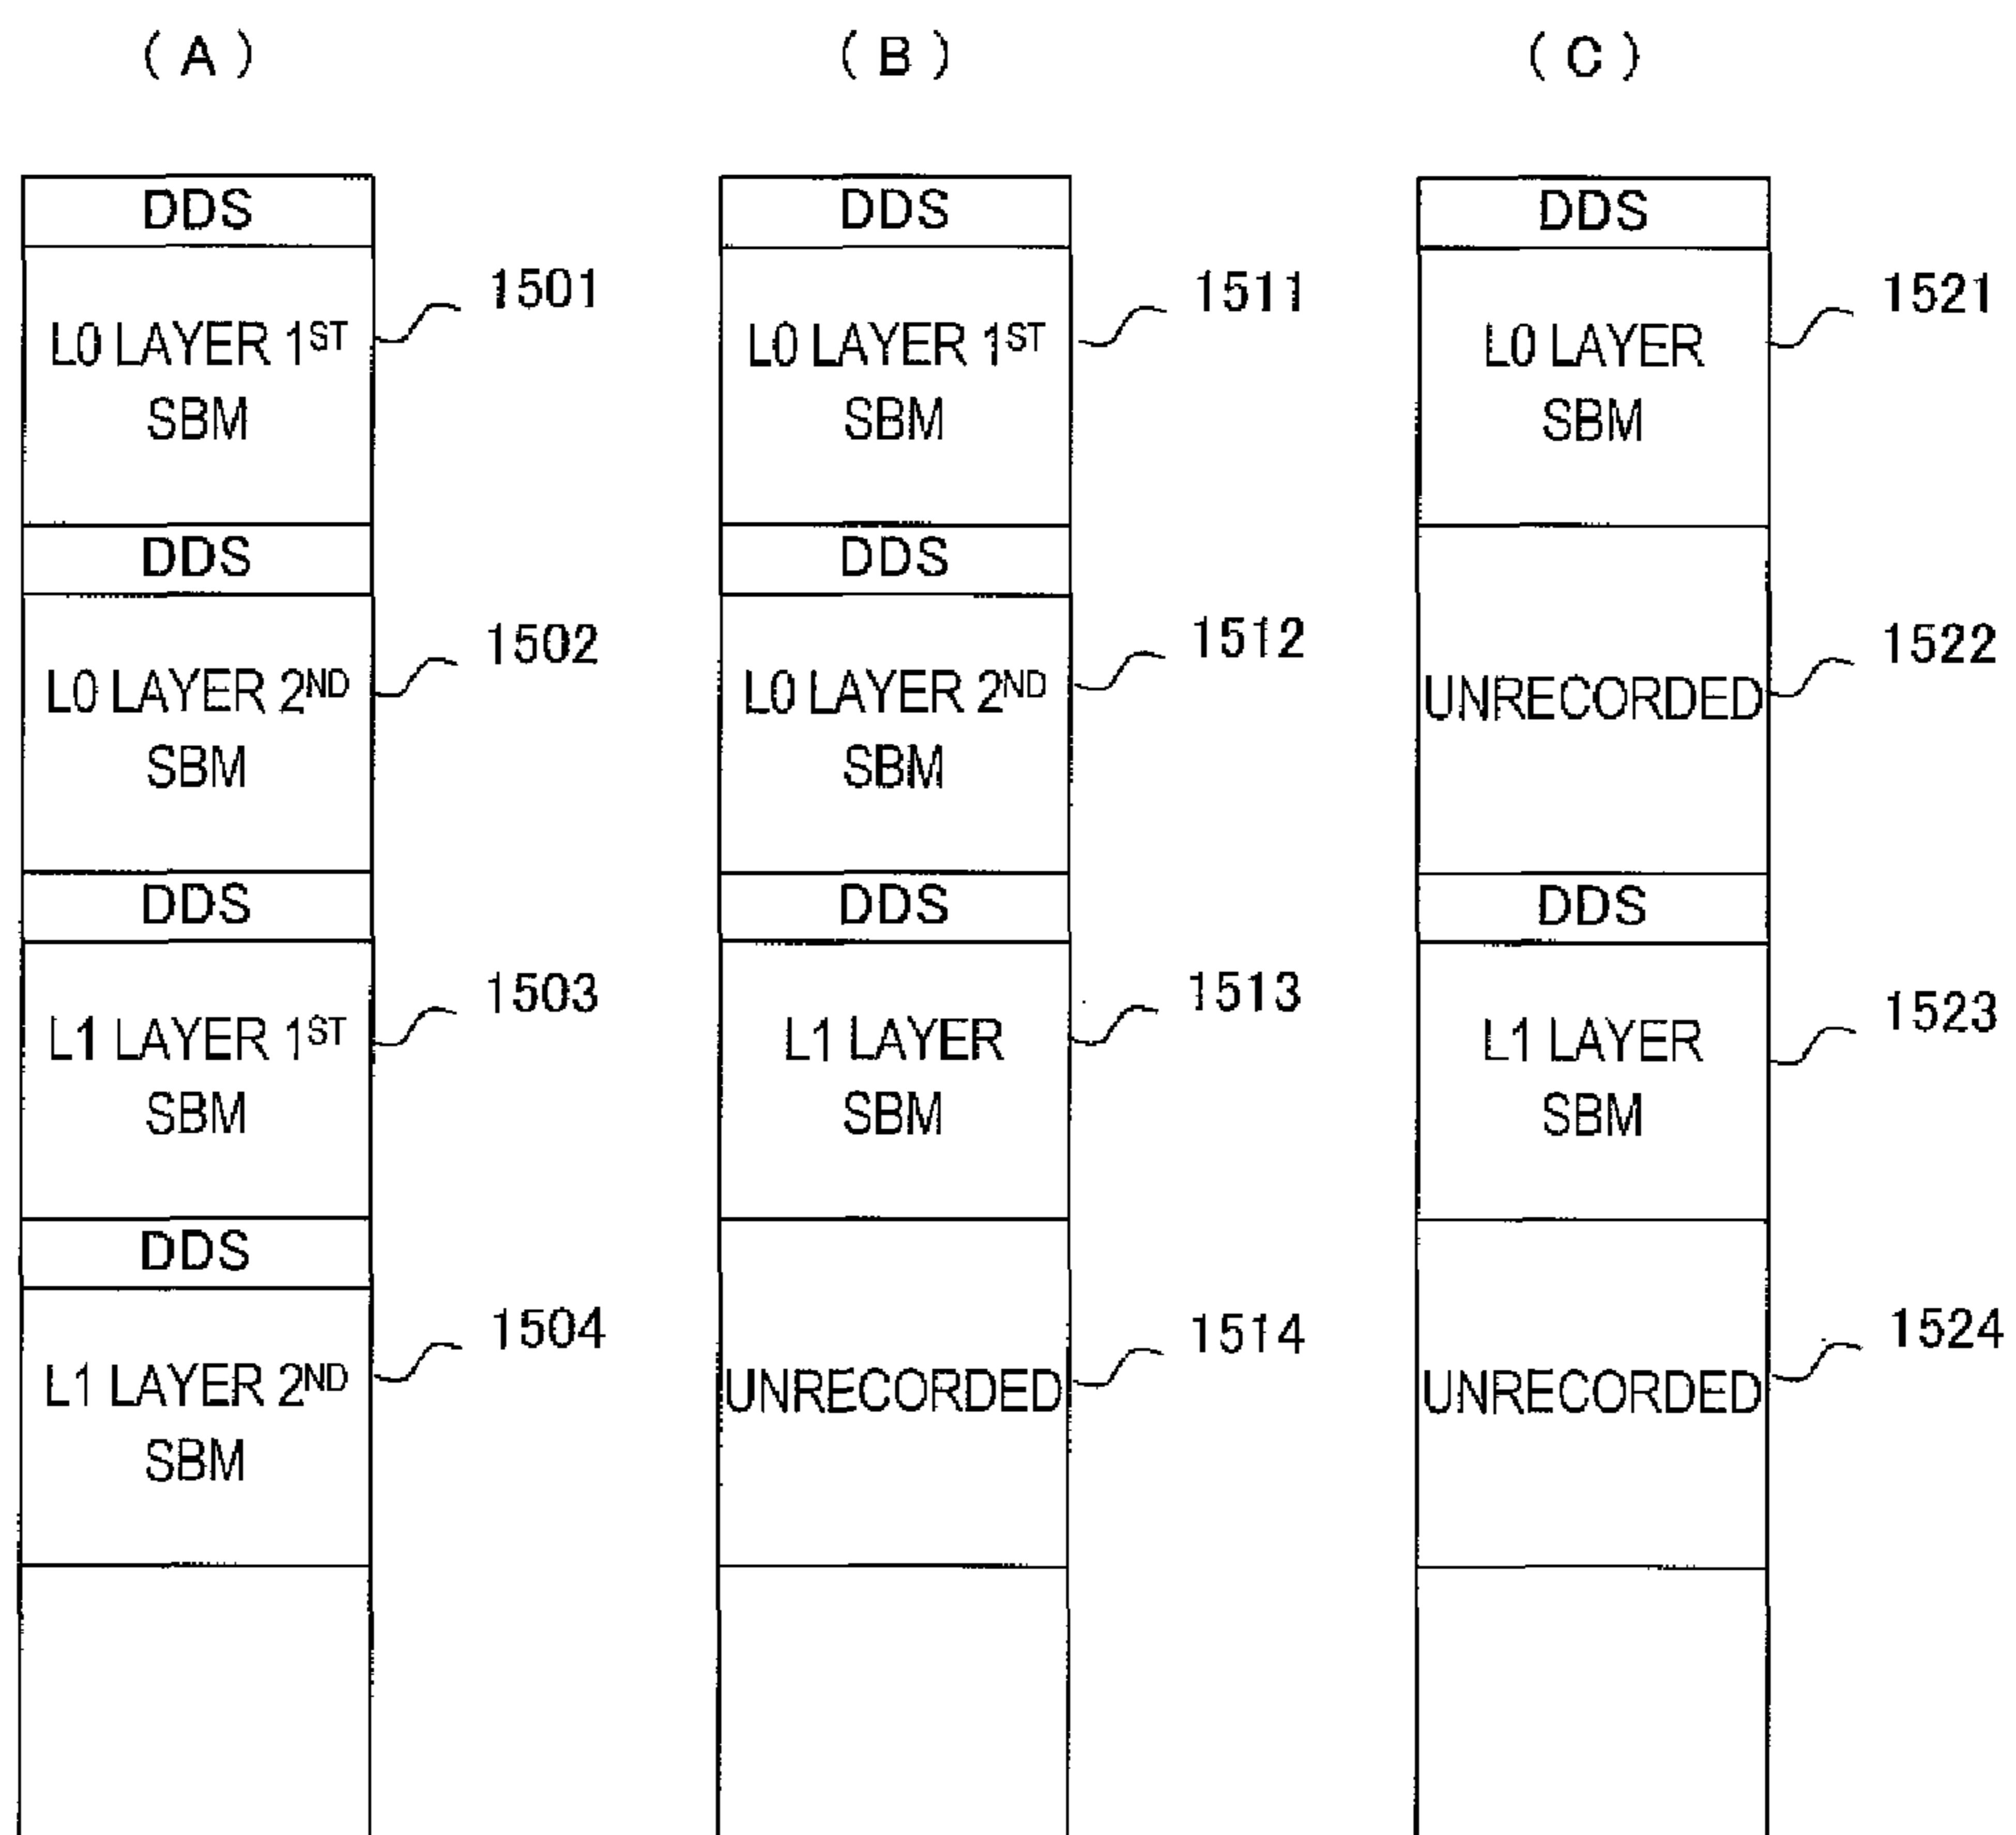 ( A )
DDS
L0 LAYER 1ST
SBM
1501
DDS
L0 LAYER 2ND
SBM
1502
DDS
L1 LAYER 1ST
SBM
1503
DDS
L1 LAYER 2ND
SBM
1504
( B )
DDS
L0 LAYER 1ST
SBM
1511
DDS
L0 LAYER 2ND
SBM
1512
DDS
L1 LAYER
SBM
1513
UNRECORDED
1514
( C )
DDS
L0 LAYER
SBM
1521
UNRECORDED
1522
DDS
L1 LAYER
SBM
1523
UNRECORDED
1524